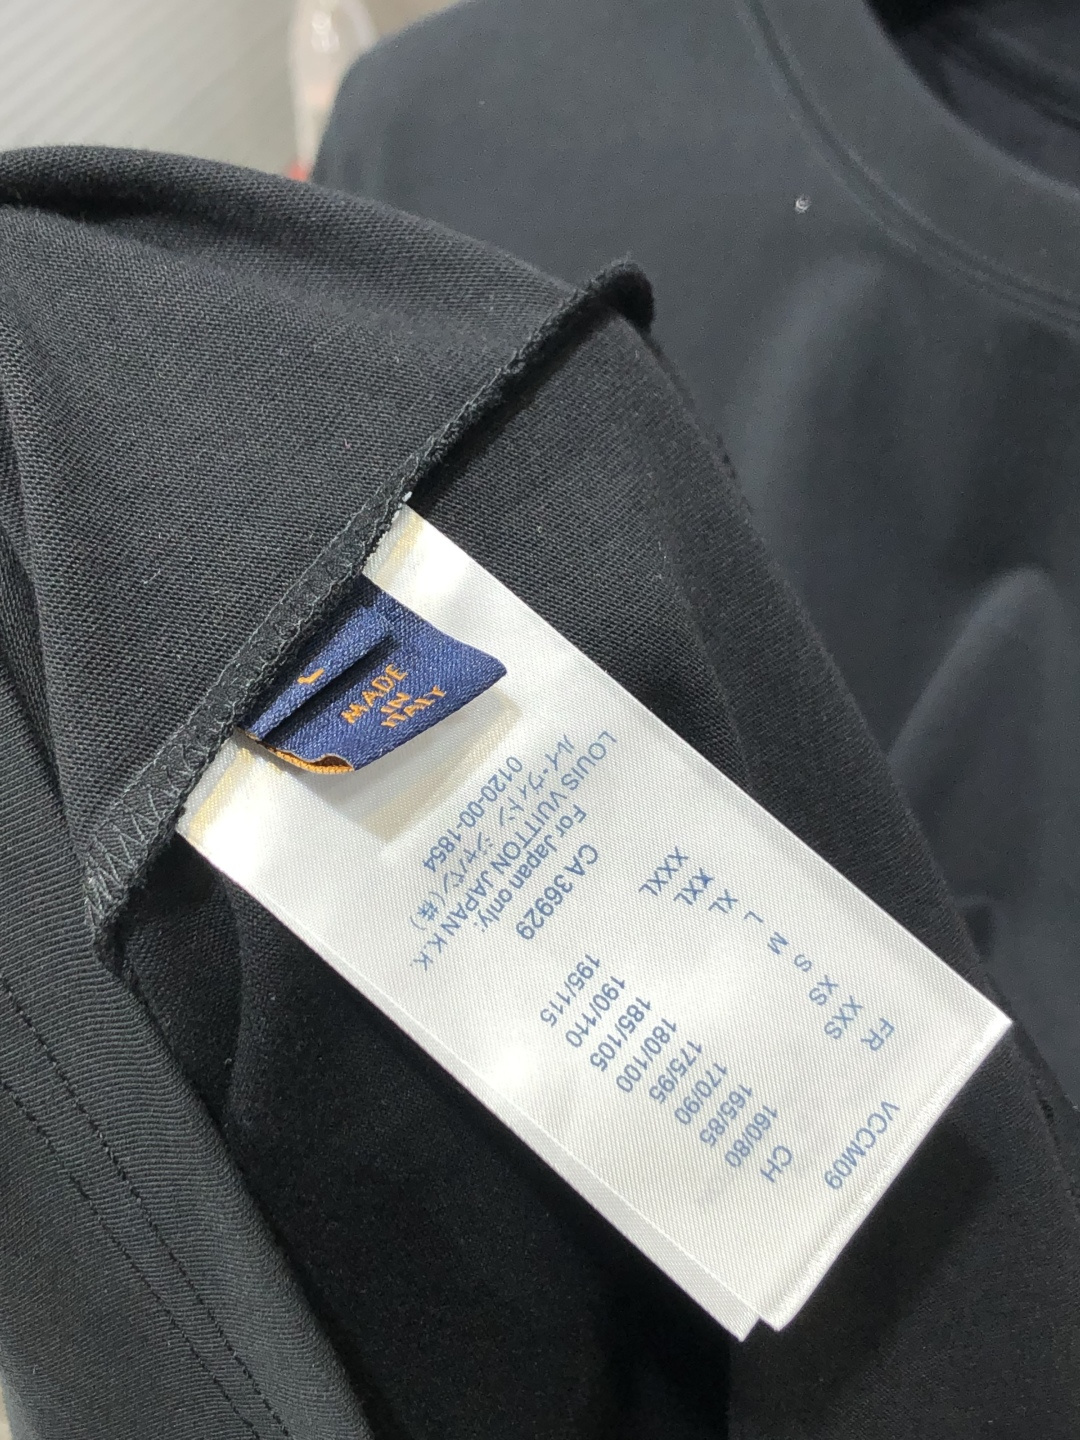 L
MADE
IN
ITALY
VCCM09
FR CH
XXS 160/80
XS 165/85
S 170/90
M 175/95
L 180/100
XL 185/105
XXL 190/110
XXXL 195/115
CA 36929
For Japan only:
LOUIS VUITTON JAPAN K.K.
ルイ・ヴィトン ジャパン(株)
0120-00-1854